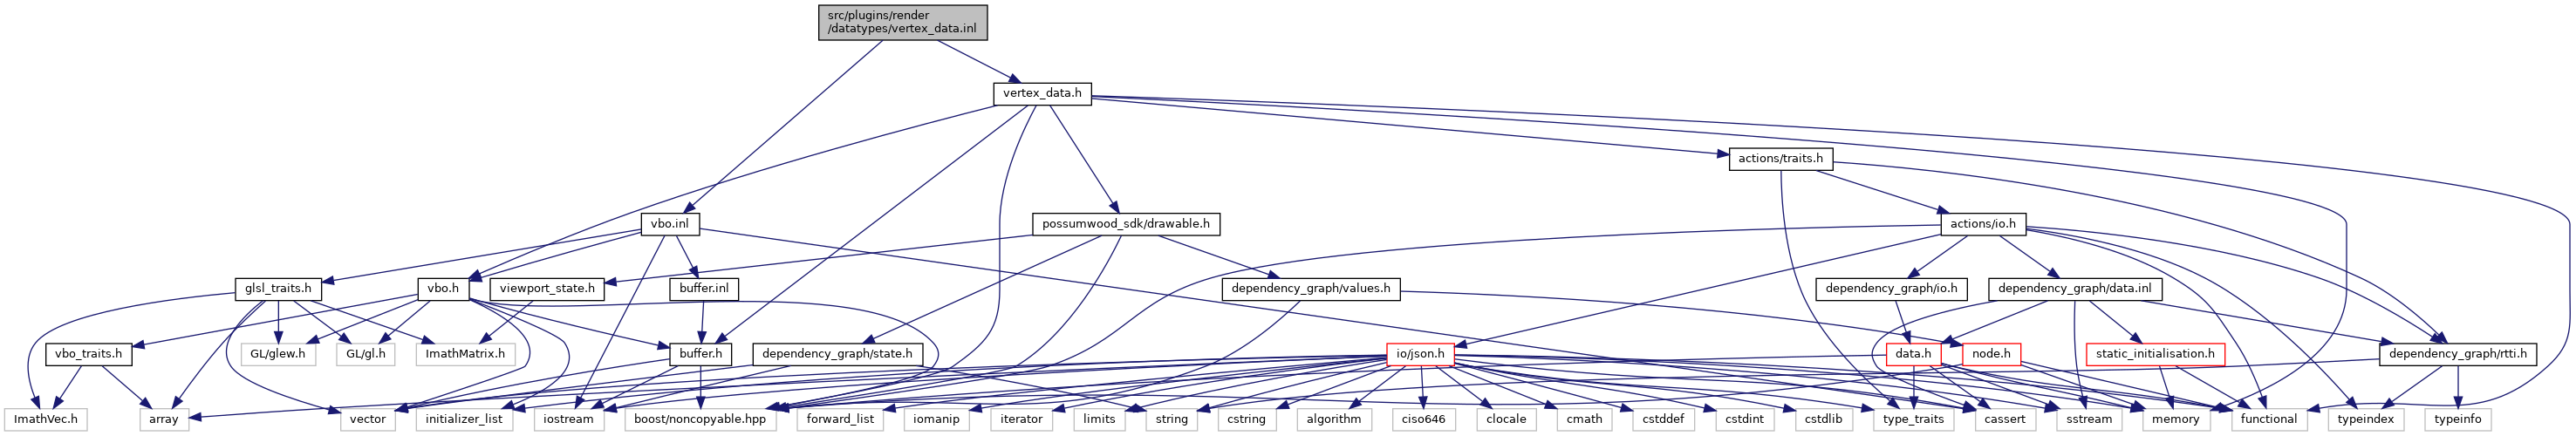 src/plugins/render
/datatypes/vertex_data.inl
vertex_data.h
actions/traits.h
vbo.inl
possumwood_sdk/drawable.h
actions/io.h
glsl_traits.h
vbo.h
viewport_state.h
buffer.inl
dependency_graph/values.h
dependency_graph/io.h
dependency_graph/data.inl
vbo_traits.h
GL/glew.h
GL/gl.h
ImathMatrix.h
buffer.h
dependency_graph/state.h
io/json.h
data.h
node.h
static_initialisation.h
dependency_graph/rtti.h
ImathVec.h
array
vector
initializer_list
iostream
boost/noncopyable.hpp
forward_list
iomanip
iterator
limits
string
cstring
algorithm
ciso646
clocale
cmath
cstddef
cstdint
cstdlib
type_traits
cassert
sstream
memory
functional
typeindex
typeinfo